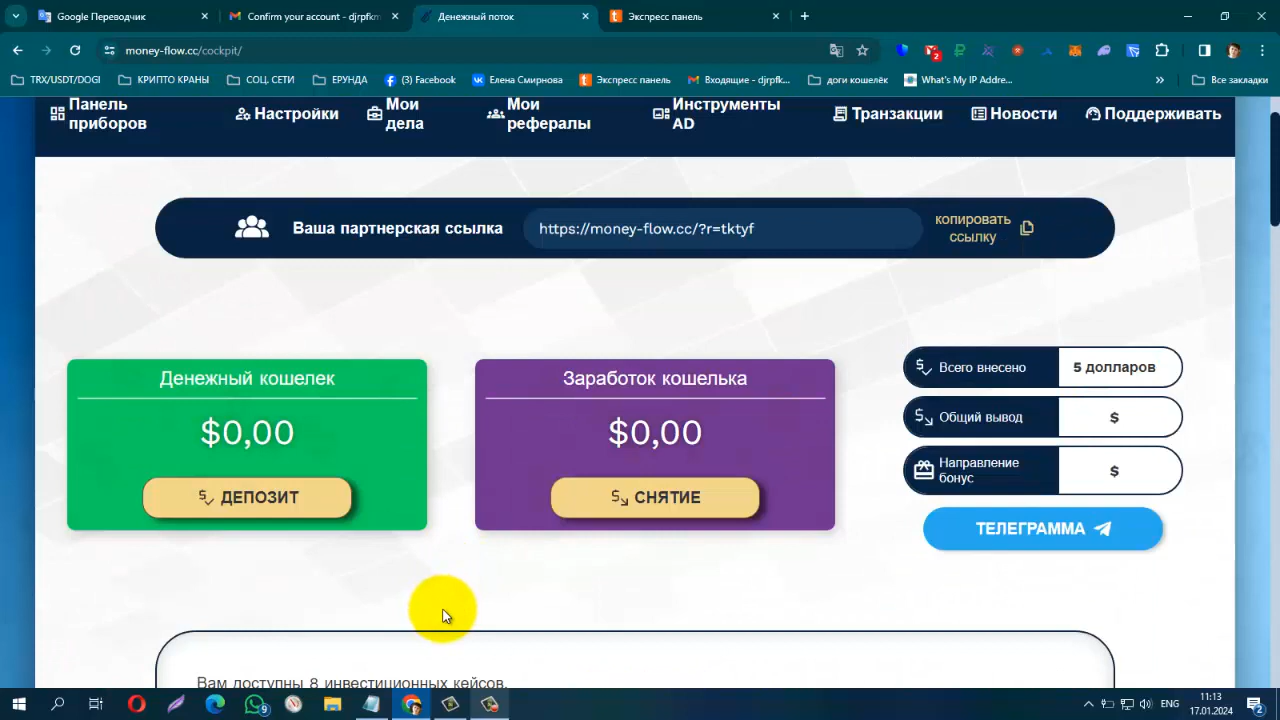 Google Переводчик
Confirm your account - djrpfkm
Денежный поток
Экспресс панель
money-flow.cc/cockpit/
2
TRX/USDT/DOGI
КРИПТО КРАНЫ
СОЦ. СЕТИ
ЕРУНДА
(3) Facebook
Елена Смирнова
Экспресс панель
Входящие - djrpfk...
доги кошелёк
What's My IP Addre...
Все закладки
Панель
приборов
Настройки
Мои
дела
Мои
рефералы
Инструменты
AD
Транзакции
Новости
Поддерживать
Ваша партнерская ссылка
https://money-flow.cc/?r=tktyf
копировать
ссылку
Денежный кошелек
$0,00
ДЕПОЗИТ
Заработок кошелька
$0,00
СНЯТИЕ
Всего внесено
5 долларов
Общий вывод
$
Направление
бонус
$
ТЕЛЕГРАММА
Вам доступны 8 инвестиционных кейсов.
9
ENG
11:13
17.01.2024
2